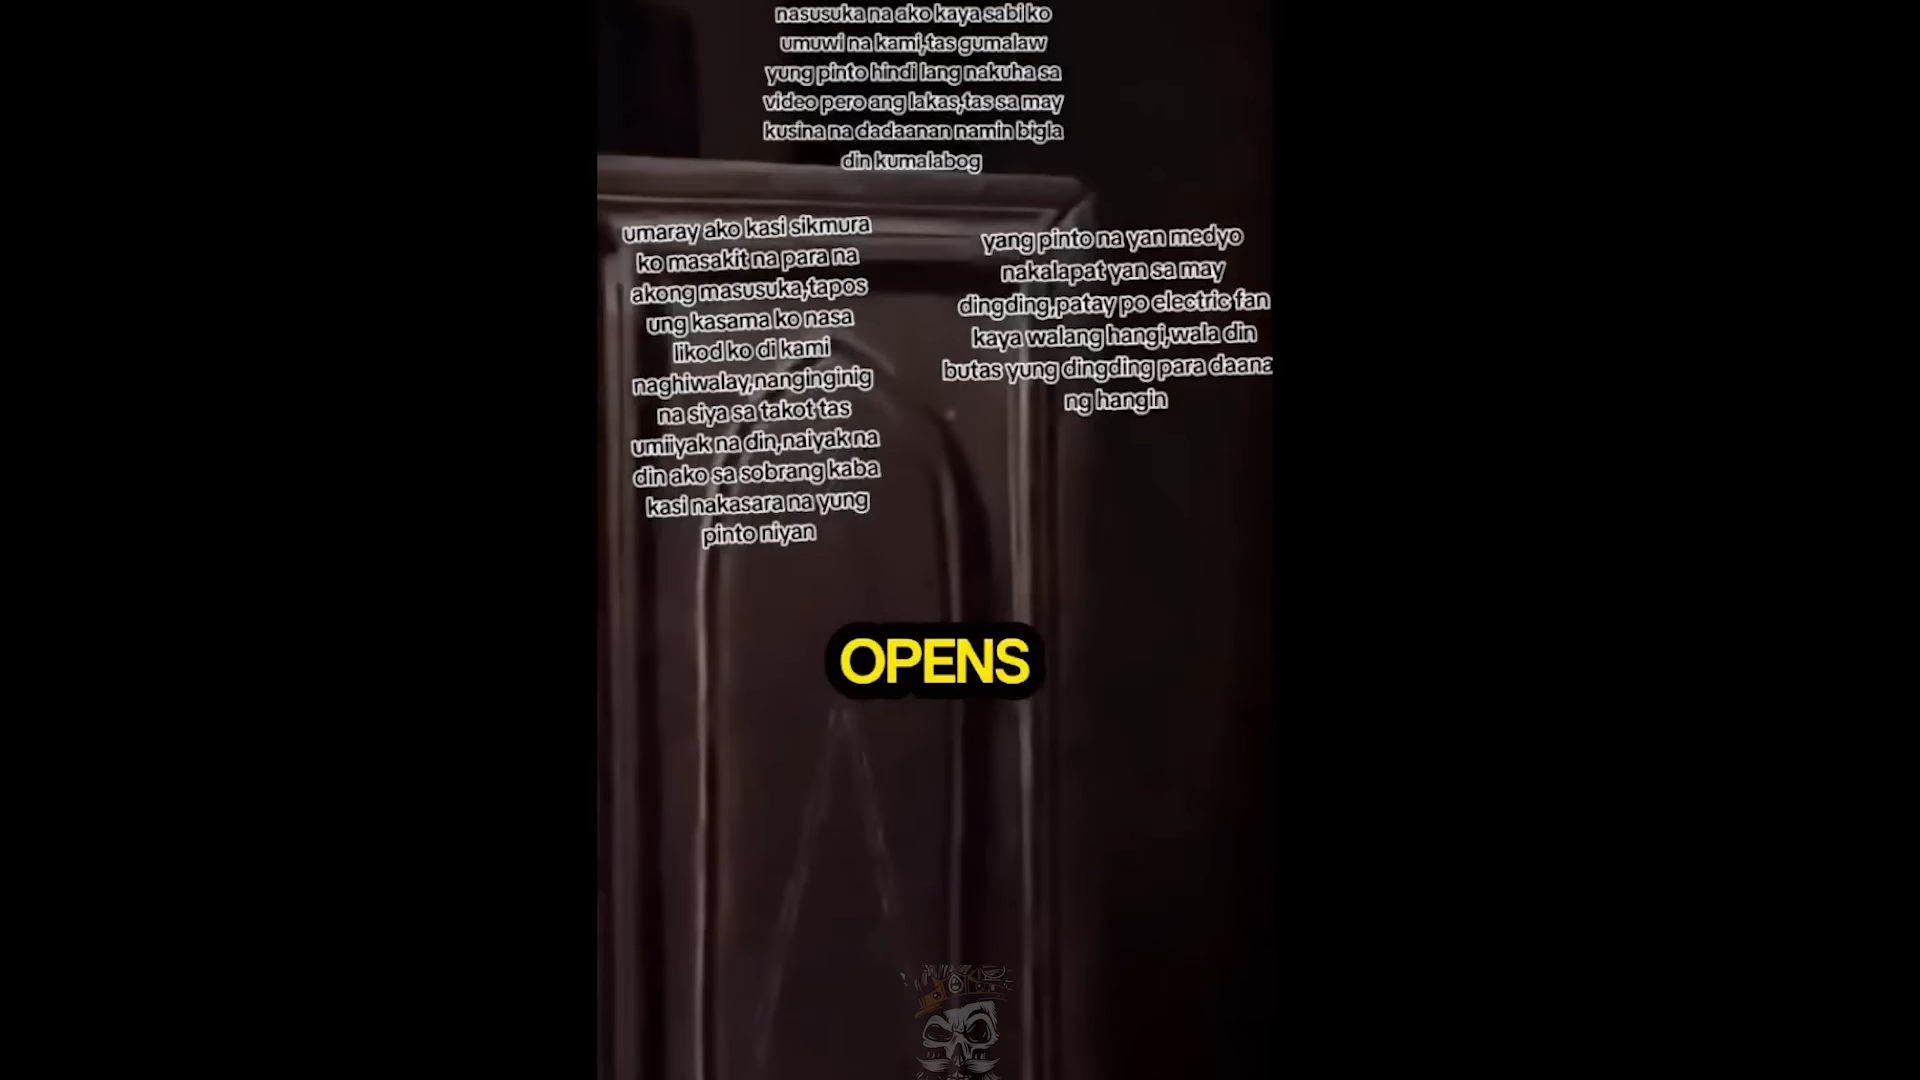 nasusuka na ako kaya sabi ko
umuwi na kami,tas gumalaw
yung pinto hindi lang nakuha sa
video pero ang lakas,tas sa may
kusina na dadaanan namin bigla
din kumalabog
umaray ako kasi sikmura
ko masakit na para na
akong masusuka,tapos
ung kasama ko nasa
likod ko di kami
naghiwalay,nanginginig
na siya sa takot tas
umiiyak na din,naiyak na
din ako sa sobrang kaba
kasi nakasara na yung
pinto niyan
yang pinto na yan medyo
nakalapat yan sa may
dingding,patay po electric fan
kaya walang hangi,wala din
butas yung dingding para daana
ng hangin
OPENS